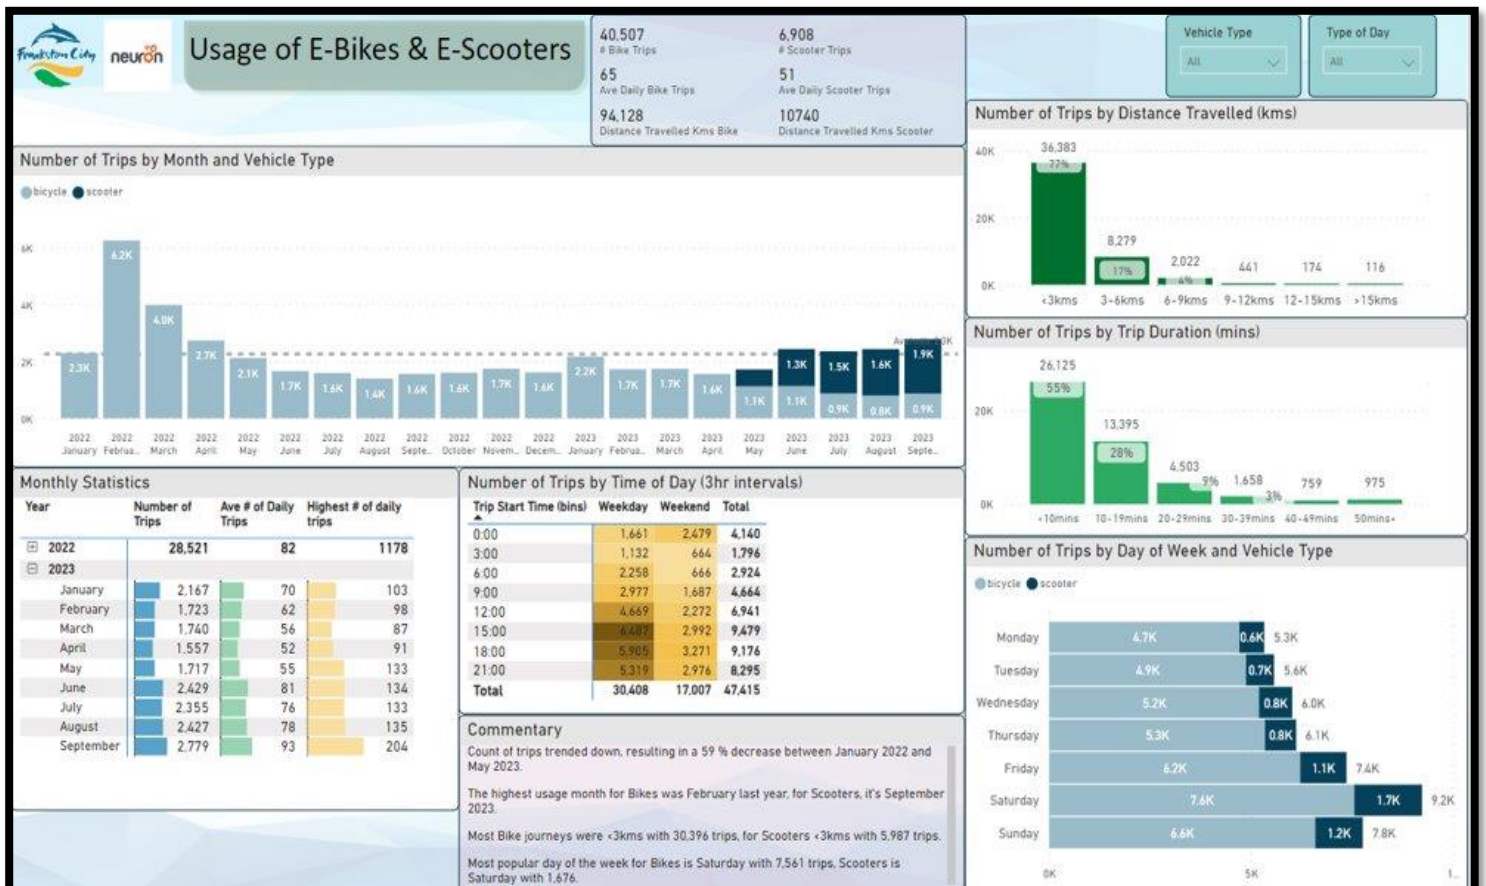 Frankston City
neuron
Usage of E-Bikes & E-Scooters
40,507
# Bike Trips
6,908
# Scooter Trips
65
Ave Daily Bike Trips
51
Ave Daily Scooter Trips
94,128
Distance Travelled Kms Bike
10740
Distance Travelled Kms Scooter
Vehicle Type
All
Type of Day
All
Number of Trips by Month and Vehicle Type
bicycle scooter
6K
4K
2K
0K
2.3K
6.2K
4.0K
2.7K
2.1K
1.7K
1.6K
1.4K
1.6K
1.6K
1.7K
1.6K
2.2K
1.7K
1.7K
1.6K
1.1K
1.3K
1.1K
1.5K
0.9K
1.6K
0.8K
1.9K
0.9K
2022 January
2022 Februa...
2022 March
2022 April
2022 May
2022 June
2022 July
2022 August
2022 Septe...
2022 October
2022 Novem...
2022 Decem...
2023 January
2023 Februa...
2023 March
2023 April
2023 May
2023 June
2023 July
2023 August
2023 Septe...
Number of Trips by Distance Travelled (kms)
40K
20K
0K
36,383
77%
8,279
17%
2,022
4%
441
174
116
<3kms 3-6kms 6-9kms 9-12kms 12-15kms >15kms
Number of Trips by Trip Duration (mins)
20K
0K
26,125
55%
13,395
28%
4,503
9%
1,658
3%
759
975
<10mins 10-19mins 20-29mins 30-39mins 40-49mins 50mins+
Monthly Statistics
Year Number of Trips Ave # of Daily Trips Highest # of daily trips
2022 28,521 82 1178
2023
January 2,167 70 103
February 1,723 62 98
March 1,740 56 87
April 1,557 52 91
May 1,717 55 133
June 2,429 81 134
July 2,355 76 133
August 2,427 78 135
September 2,779 93 204
Number of Trips by Time of Day (3hr intervals)
Trip Start Time (bins) Weekday Weekend Total
0:00 1,661 2,479 4,140
3:00 1,132 664 1,796
6:00 2,258 666 2,924
9:00 2,977 1,687 4,664
12:00 4,669 2,272 6,941
15:00 6,487 2,992 9,479
18:00 5,905 3,271 9,176
21:00 5,319 2,976 8,295
Total 30,408 17,007 47,415
Commentary
Count of trips trended down, resulting in a 59 % decrease between January 2022 and
May 2023.
The highest usage month for Bikes was February last year, for Scooters, it's September
2023.
Most Bike journeys were <3kms with 30,396 trips, for Scooters <3kms with 5,987 trips.
Most popular day of the week for Bikes is Saturday with 7,561 trips, Scooters is
Saturday with 1,676.
Number of Trips by Day of Week and Vehicle Type
bicycle scooter
Monday 4.7K 0.6K 5.3K
Tuesday 4.9K 0.7K 5.6K
Wednesday 5.2K 0.8K 6.0K
Thursday 5.3K 0.8K 6.1K
Friday 6.2K 1.1K 7.4K
Saturday 7.6K 1.7K 9.2K
Sunday 6.6K 1.2K 7.8K
0K 5K 1...